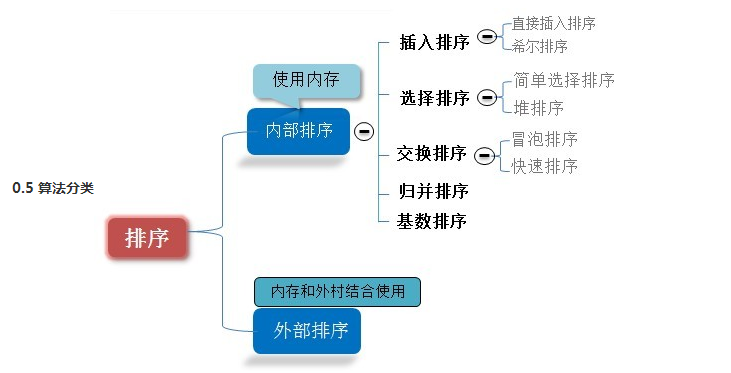 0.5 算法分类
排序
使用内存
内部排序
插入排序
直接插入排序
希尔排序
选择排序
简单选择排序
堆排序
交换排序
冒泡排序
快速排序
归并排序
基数排序
内存和外村结合使用
外部排序